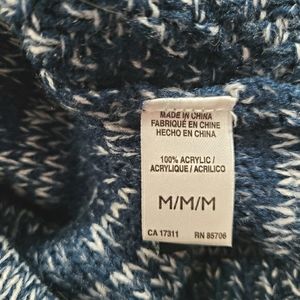 MADE IN CHINA
FABRIQUÉ EN CHINE
HECHO EN CHINA
100% ACRYLIC /
ACRYLIQUE / ACRILICO
M/M/M
CA 17311 RN 85706